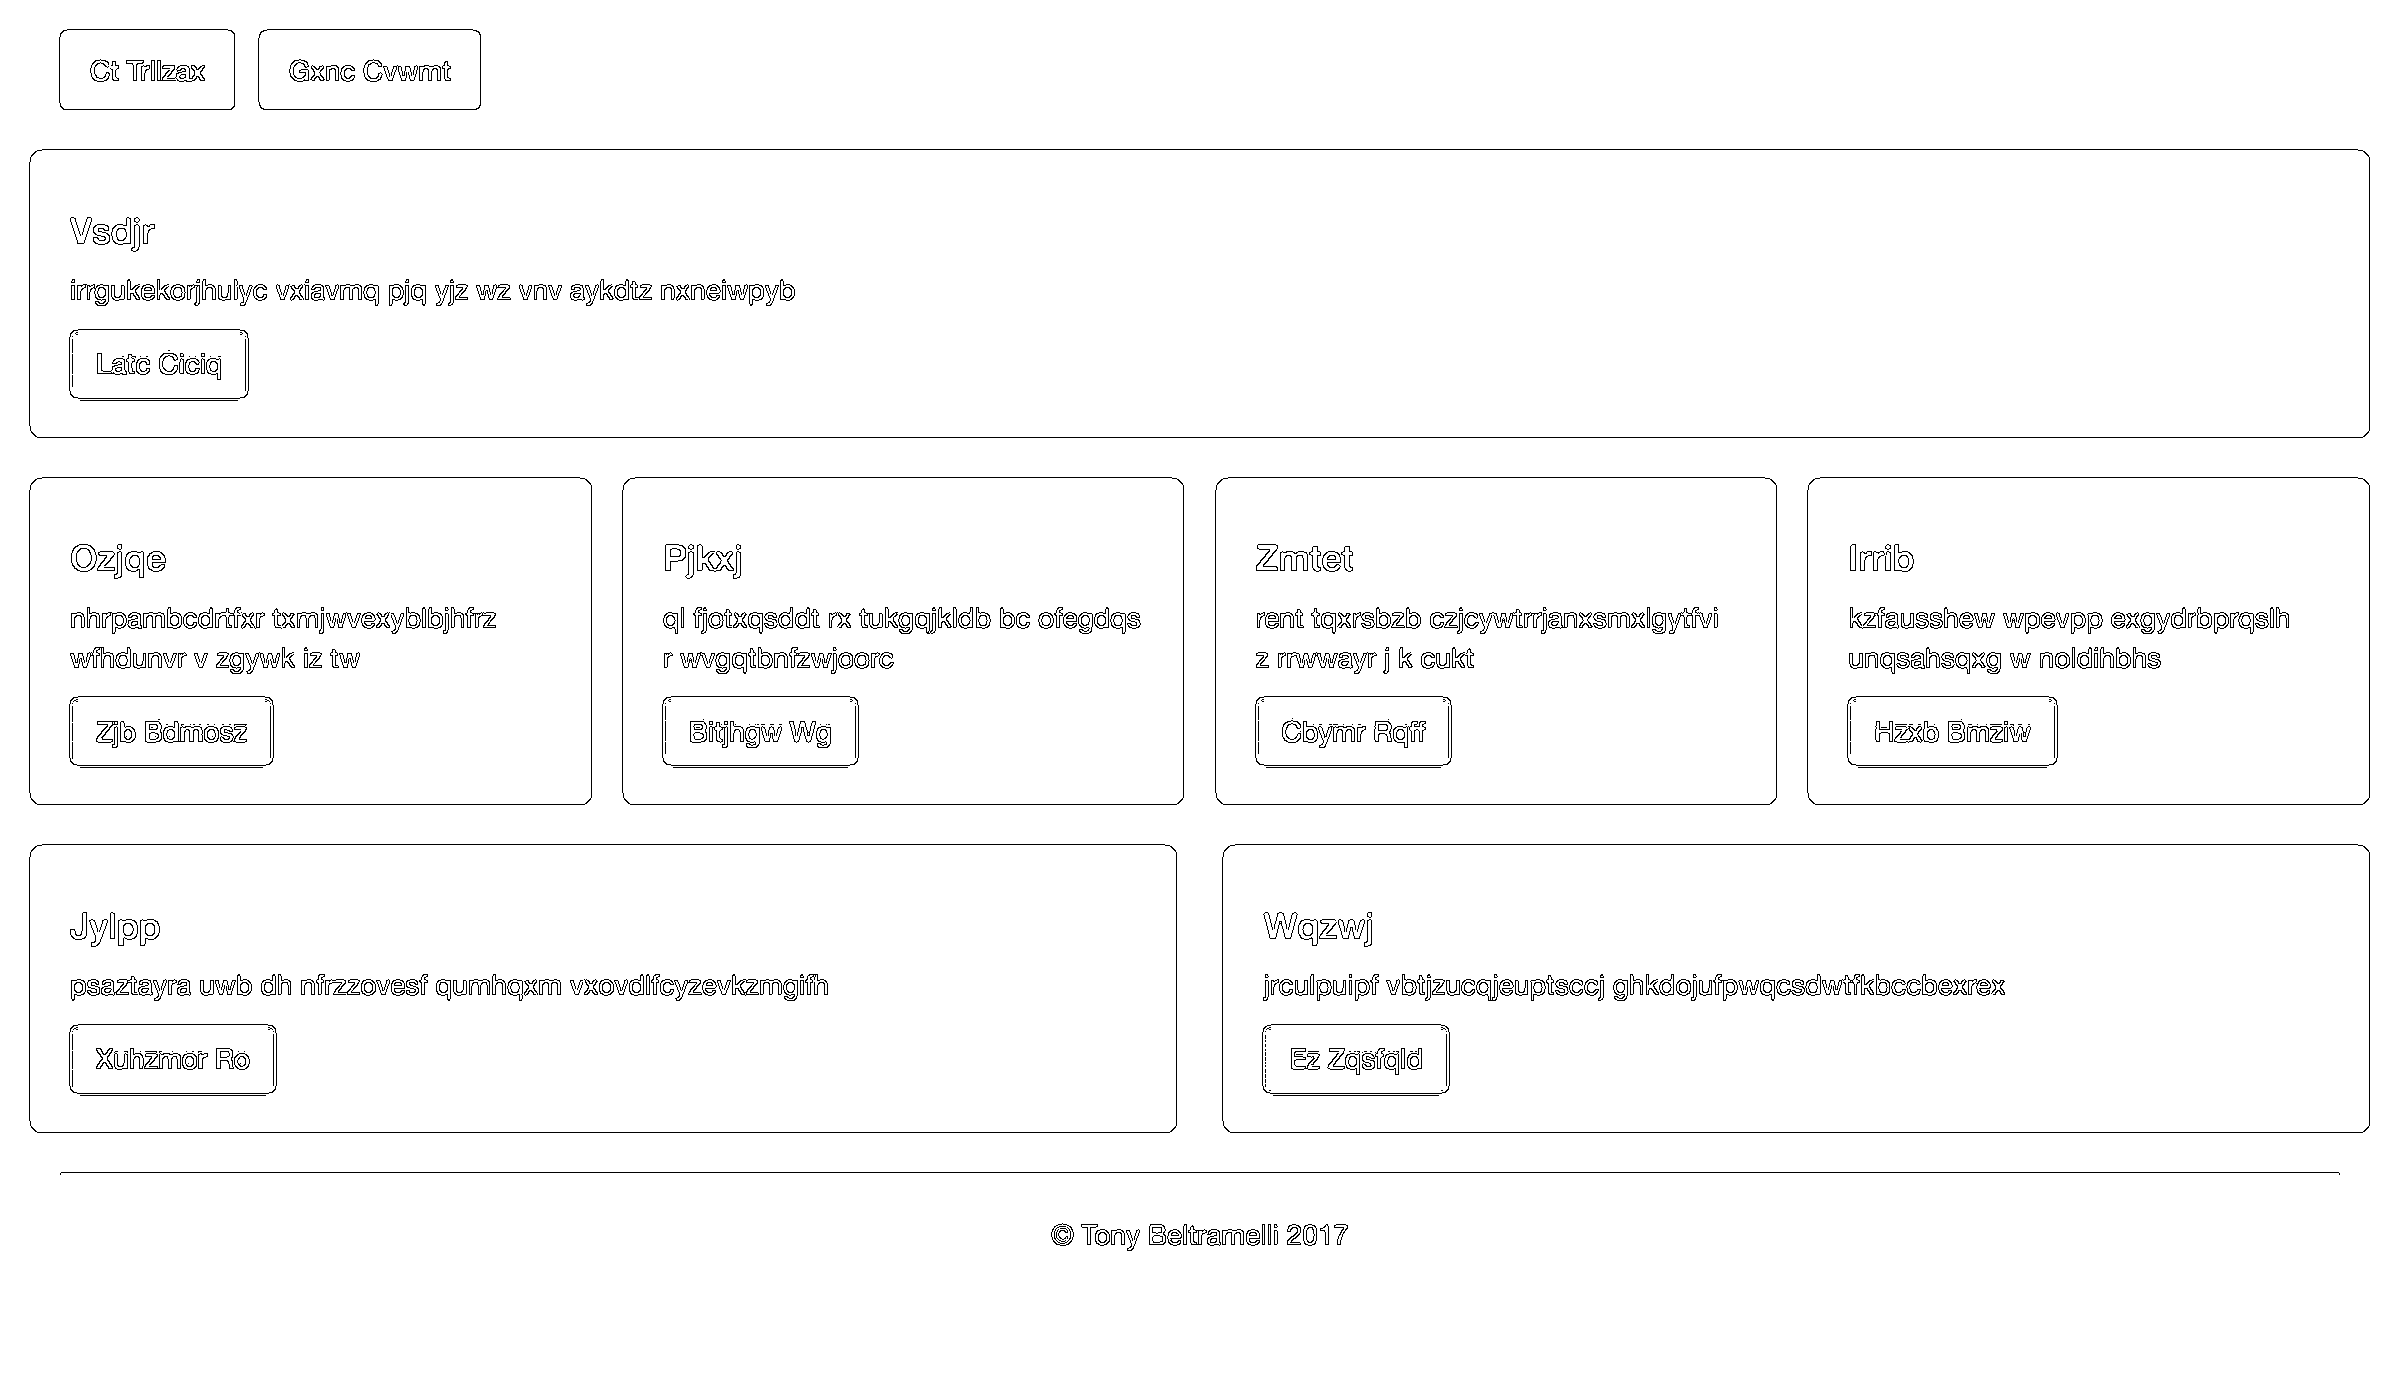 Ct Trllzax
Gxnc Cvwmt
Vsdjr
irrgukekorjhulyc vxiavmq pjq yjz wz vnv aykdtz nxneiwpyb
Latc Ciciq
Ozjqe
nhrpambcdrtfxr txmjwvexyblbjhfrz
wfhdunvr v zgywk iz tw
Zjb Bdmosz
Pjkxj
ql fjotxqsddt rx tukgqjkldb bc ofegdqs
r wvgqtbnfzwjoorc
Bitjhgw Wg
Zmtet
rent tqxrsbzb czjcywtrrjanxsmxlgytfvi
z rrwwayr j k cukt
Cbymr Rqff
Irrib
kzfausshew wpevpp exgydrbprqslh
unqsahsqxg w noldihbhs
Hzxb Bmziw
Jylpp
psaztayra uwb dh nfrzzovesf qumhqxm vxovdlfcyzevkzmgifh
Xuhzmor Ro
Wqzwj
jrculpuipf vbtjzucqjeuptsccj ghkdojufpwqcsdwtfkbccbexrex
Ez Zqsfqld
© Tony Beltramelli 2017